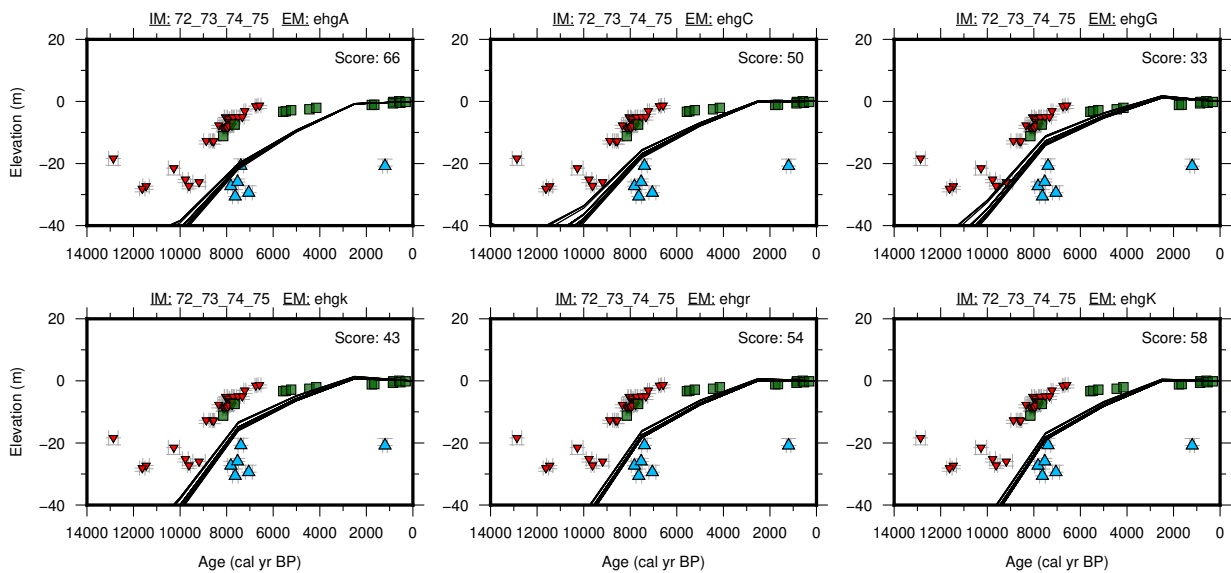 IM: 72_73_74_75 EM: ehgA
IM: 72_73_74_75 EM: ehgC
IM: 72_73_74_75 EM: ehgG
Score: 66
Score: 50
Score: 33
Elevation (m)
20
0
−20
−40
14000 12000 10000 8000 6000 4000 2000 0
20
0
−20
−40
14000 12000 10000 8000 6000 4000 2000 0
20
0
−20
−40
14000 12000 10000 8000 6000 4000 2000 0
IM: 72_73_74_75 EM: ehgk
IM: 72_73_74_75 EM: ehgr
IM: 72_73_74_75 EM: ehgK
Score: 43
Score: 54
Score: 58
Elevation (m)
20
0
−20
−40
14000 12000 10000 8000 6000 4000 2000 0
Age (cal yr BP)
20
0
−20
−40
14000 12000 10000 8000 6000 4000 2000 0
Age (cal yr BP)
20
0
−20
−40
14000 12000 10000 8000 6000 4000 2000 0
Age (cal yr BP)